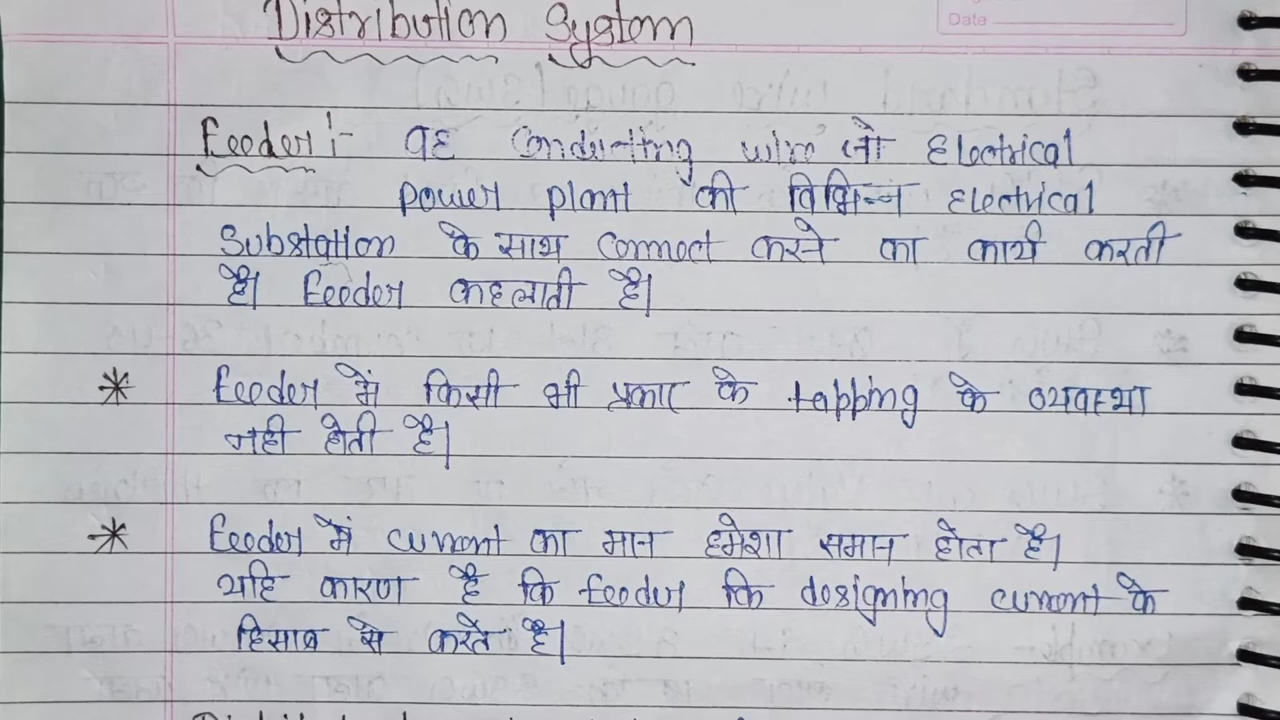 Distribution System
Date
Feeder :- वह Conducting wire जो Electrical
power plant को विभिन्न Electrical
Substation के साथ Connect करने का कार्य करती
है। Feeder कहलाती है।
* Feeder में किसी भी प्रकार के tapping के व्यवस्था
नही होती है।
* Feeder में current का मान हमेशा समान होता है।
यहि कारण है कि feeder कि designing current के
हिसाब से करते है।